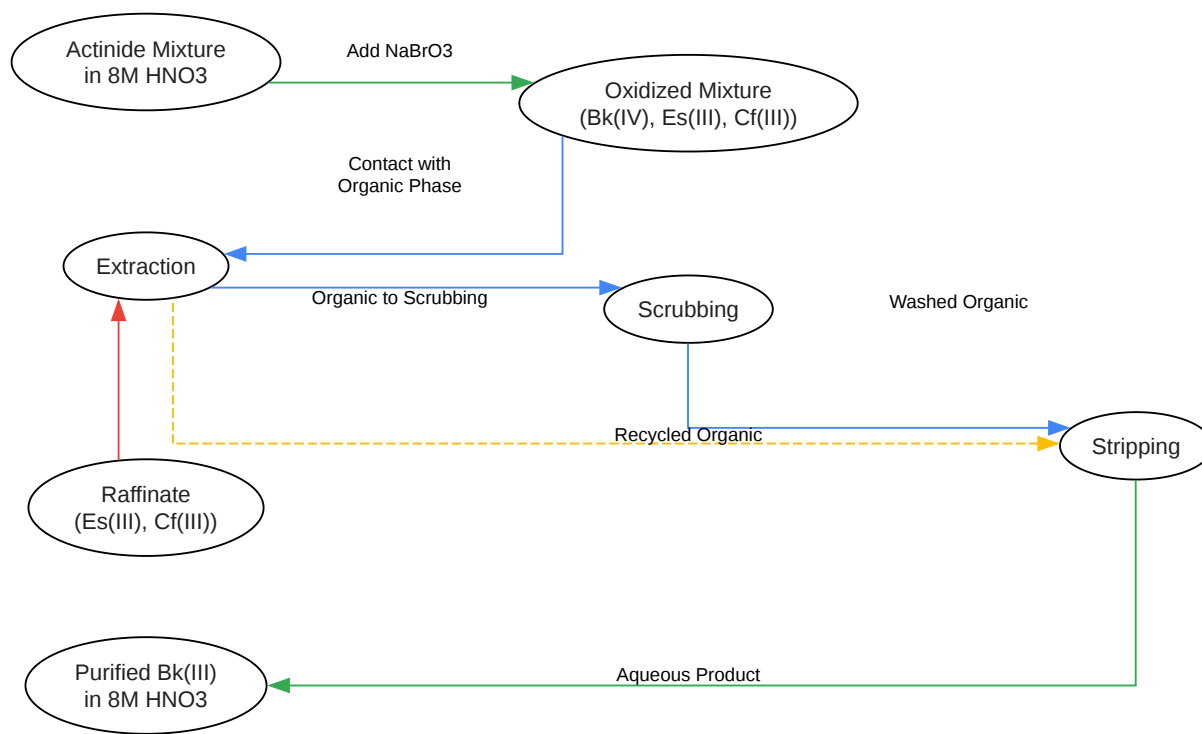 Actinide Mixture
in 8M HNO3
Add NaBrO3
Oxidized Mixture
(Bk(IV), Es(III), Cf(III))
Contact with
Organic Phase
Extraction
Organic to Scrubbing
Scrubbing
Washed Organic
Recycled Organic
Stripping
Raffinate
(Es(III), Cf(III))
Purified Bk(III)
in 8M HNO3
Aqueous Product